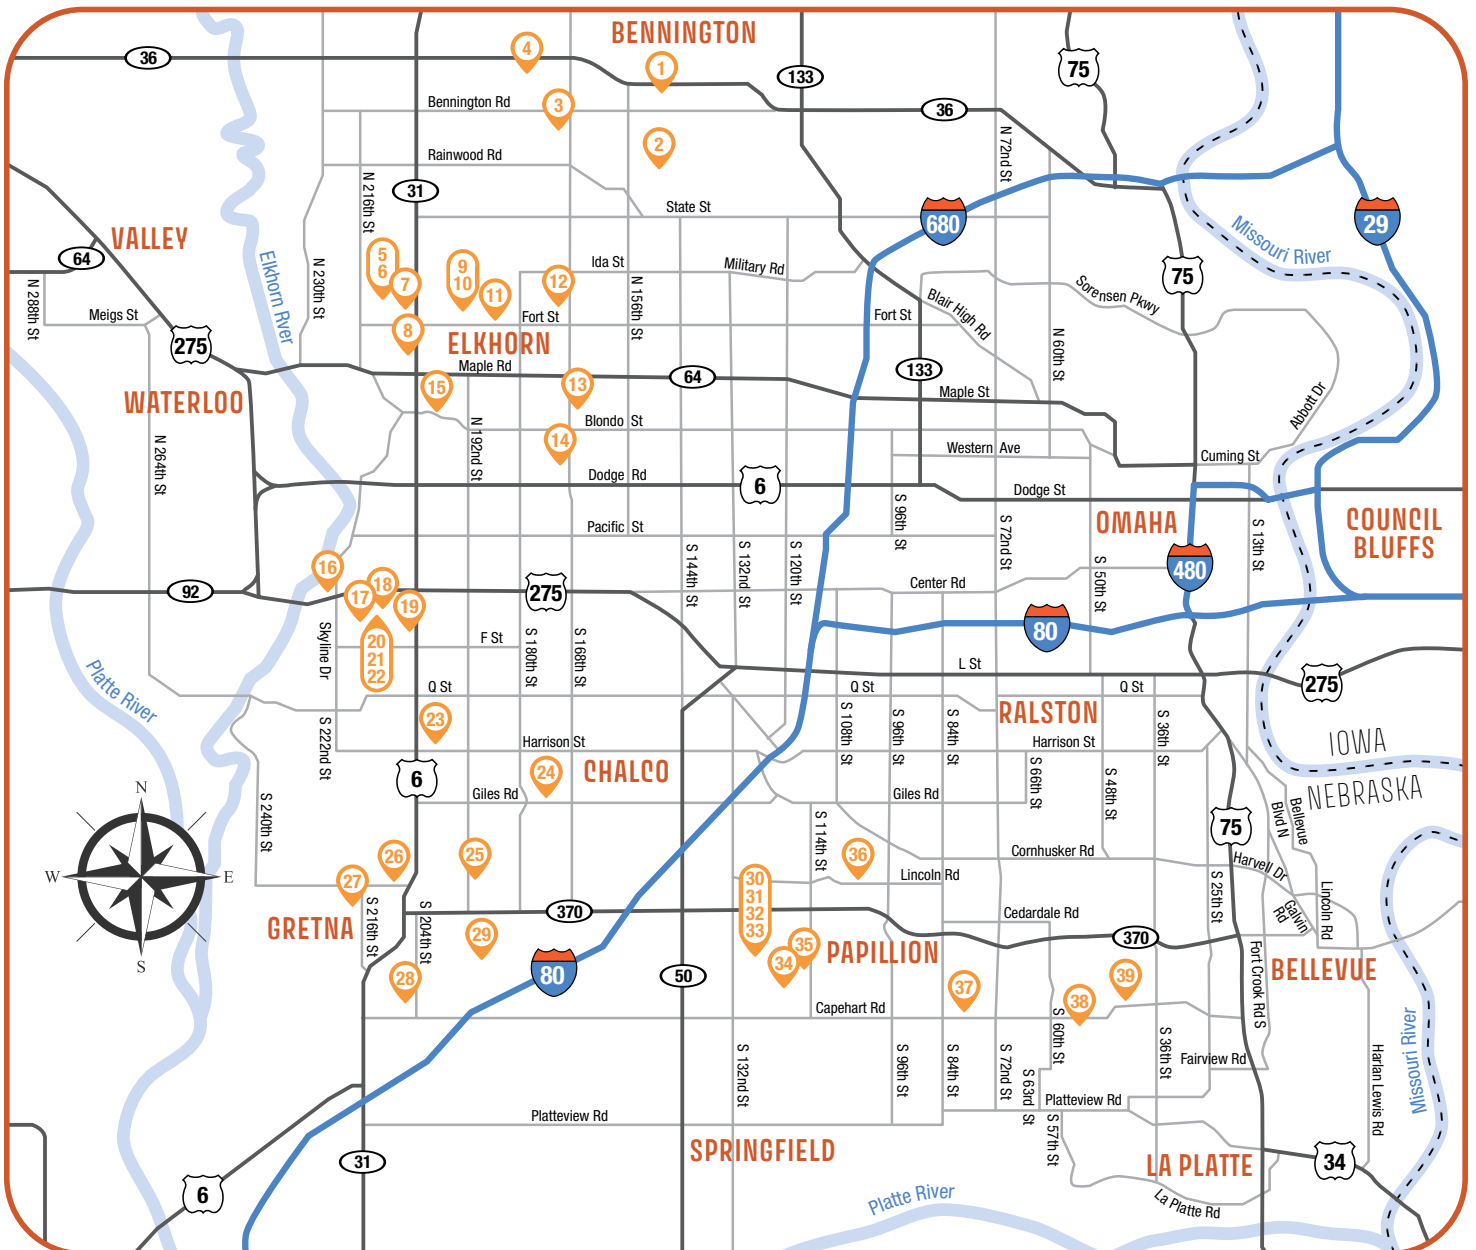 BENNINGTON
36
4
1
133
75
Bennington Rd
3
36
2
Rainwood Rd
N 72nd St
N 216th St
31
State St
680
29
Missouri River
VALLEY
64
5
6
7
9
10
11
12
Ida St
Military Rd
75
Sorensen Pkwy
Elkhorn River
N 230th St
N 288th St
Meigs St
N 156th St
Fort St
Fort St
Blair High Rd
275
8
ELKHORN
Maple Rd
64
133
N 60th St
15
13
Maple St
Abbott Dr
WATERLOO
N 192nd St
Blondo St
14
Western Ave
Cuming St
N 264th St
Dodge Rd
6
Dodge St
S 96th St
S 72nd St
OMAHA
S 13th St
COUNCIL
BLUFFS
Pacific St
S 144th St
S 132nd St
S 120th St
S 50th St
480
16
17
18
19
92
275
Center Rd
80
20
21
22
Skyline Dr
F St
S 180th St
S 168th St
L St
275
Platte River
Q St
Q St
Q St
23
S 222nd St
S 108th St
S 96th St
S 84th St
RALSTON
S 36th St
Harrison St
Harrison St
IOWA
NEBRASKA
6
24
CHALCO
S 66th St
S 48th St
N
W
E
S
S 240th St
Giles Rd
Giles Rd
75
Blvd N
Bellevue
S 114th St
26
25
36
Cornhusker Rd
Harvell Dr
27
30
31
32
33
Lincoln Rd
S 25th St
Lincoln Rd
Galvin
Rd
GRETNA
S 216th St
S 204th St
370
Cedardale Rd
370
29
35
34
PAPILLION
BELLEVUE
28
80
50
37
39
38
Fort Crook Rd S
Capehart Rd
S 60th St
S 132nd St
S 96th St
S 84th St
S 72nd St
S 63rd St
S 36th St
Fairview Rd
Harlan Lewis Rd
Missouri River
Platteview Rd
Platteview Rd
S 57th St
SPRINGFIELD
31
LA PLATTE
34
6
Platte River
La Platte Rd